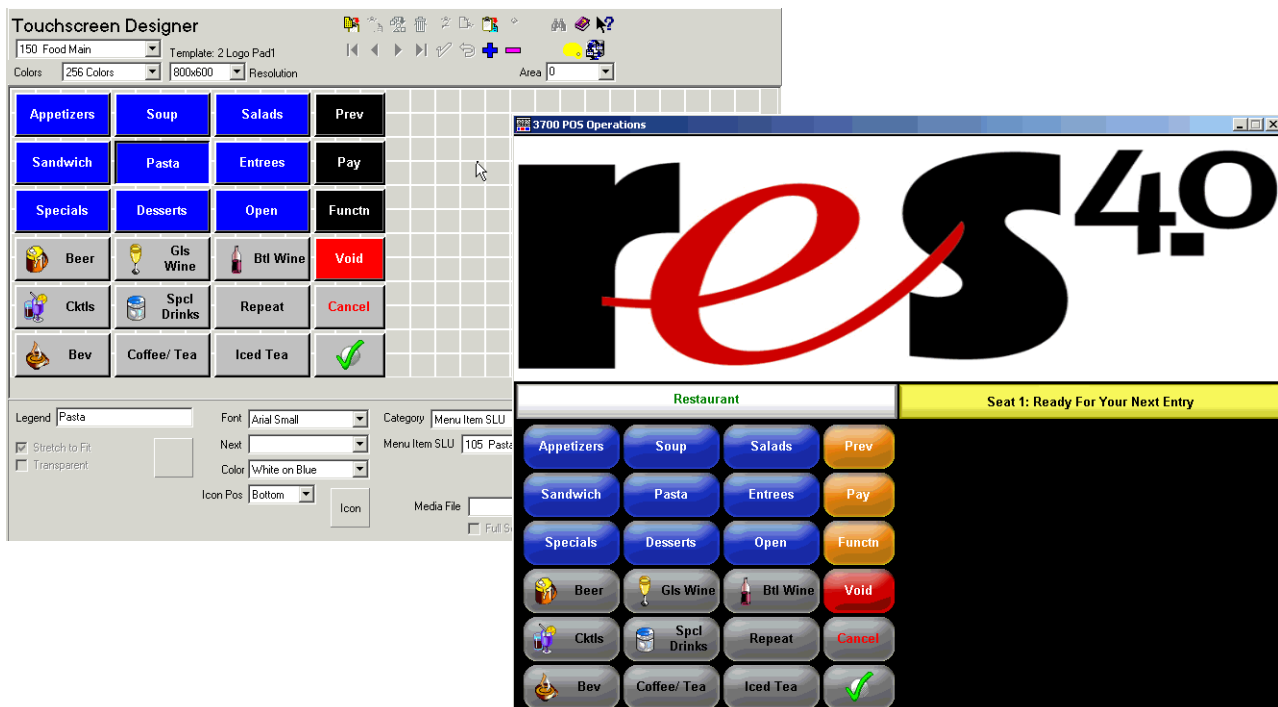 Touchscreen Designer
150 Food Main
Template: 2 Logo Pad1
Colors 256 Colors 800x600 Resolution Area 0
Appetizers Soup Salads Prev
Sandwich Pasta Entrees Pay
Specials Desserts Open Functn
Beer Gls Wine Btl Wine Void
Cktls Spcl Drinks Repeat Cancel
Bev Coffee/ Tea Iced Tea
Legend Pasta Font Arial Small Category Menu Item SLU
Stretch to Fit Next Menu Item SLU 105 Pasta
Transparent Color White on Blue
Icon Pos Bottom Icon Media File
Full S
3700 POS Operations
res 4.0
Restaurant Seat 1: Ready For Your Next Entry
Appetizers Soup Salads Prev
Sandwich Pasta Entrees Pay
Specials Desserts Open Functn
Beer Gls Wine Btl Wine Void
Cktls Spcl Drinks Repeat Cancel
Bev Coffee/ Tea Iced Tea